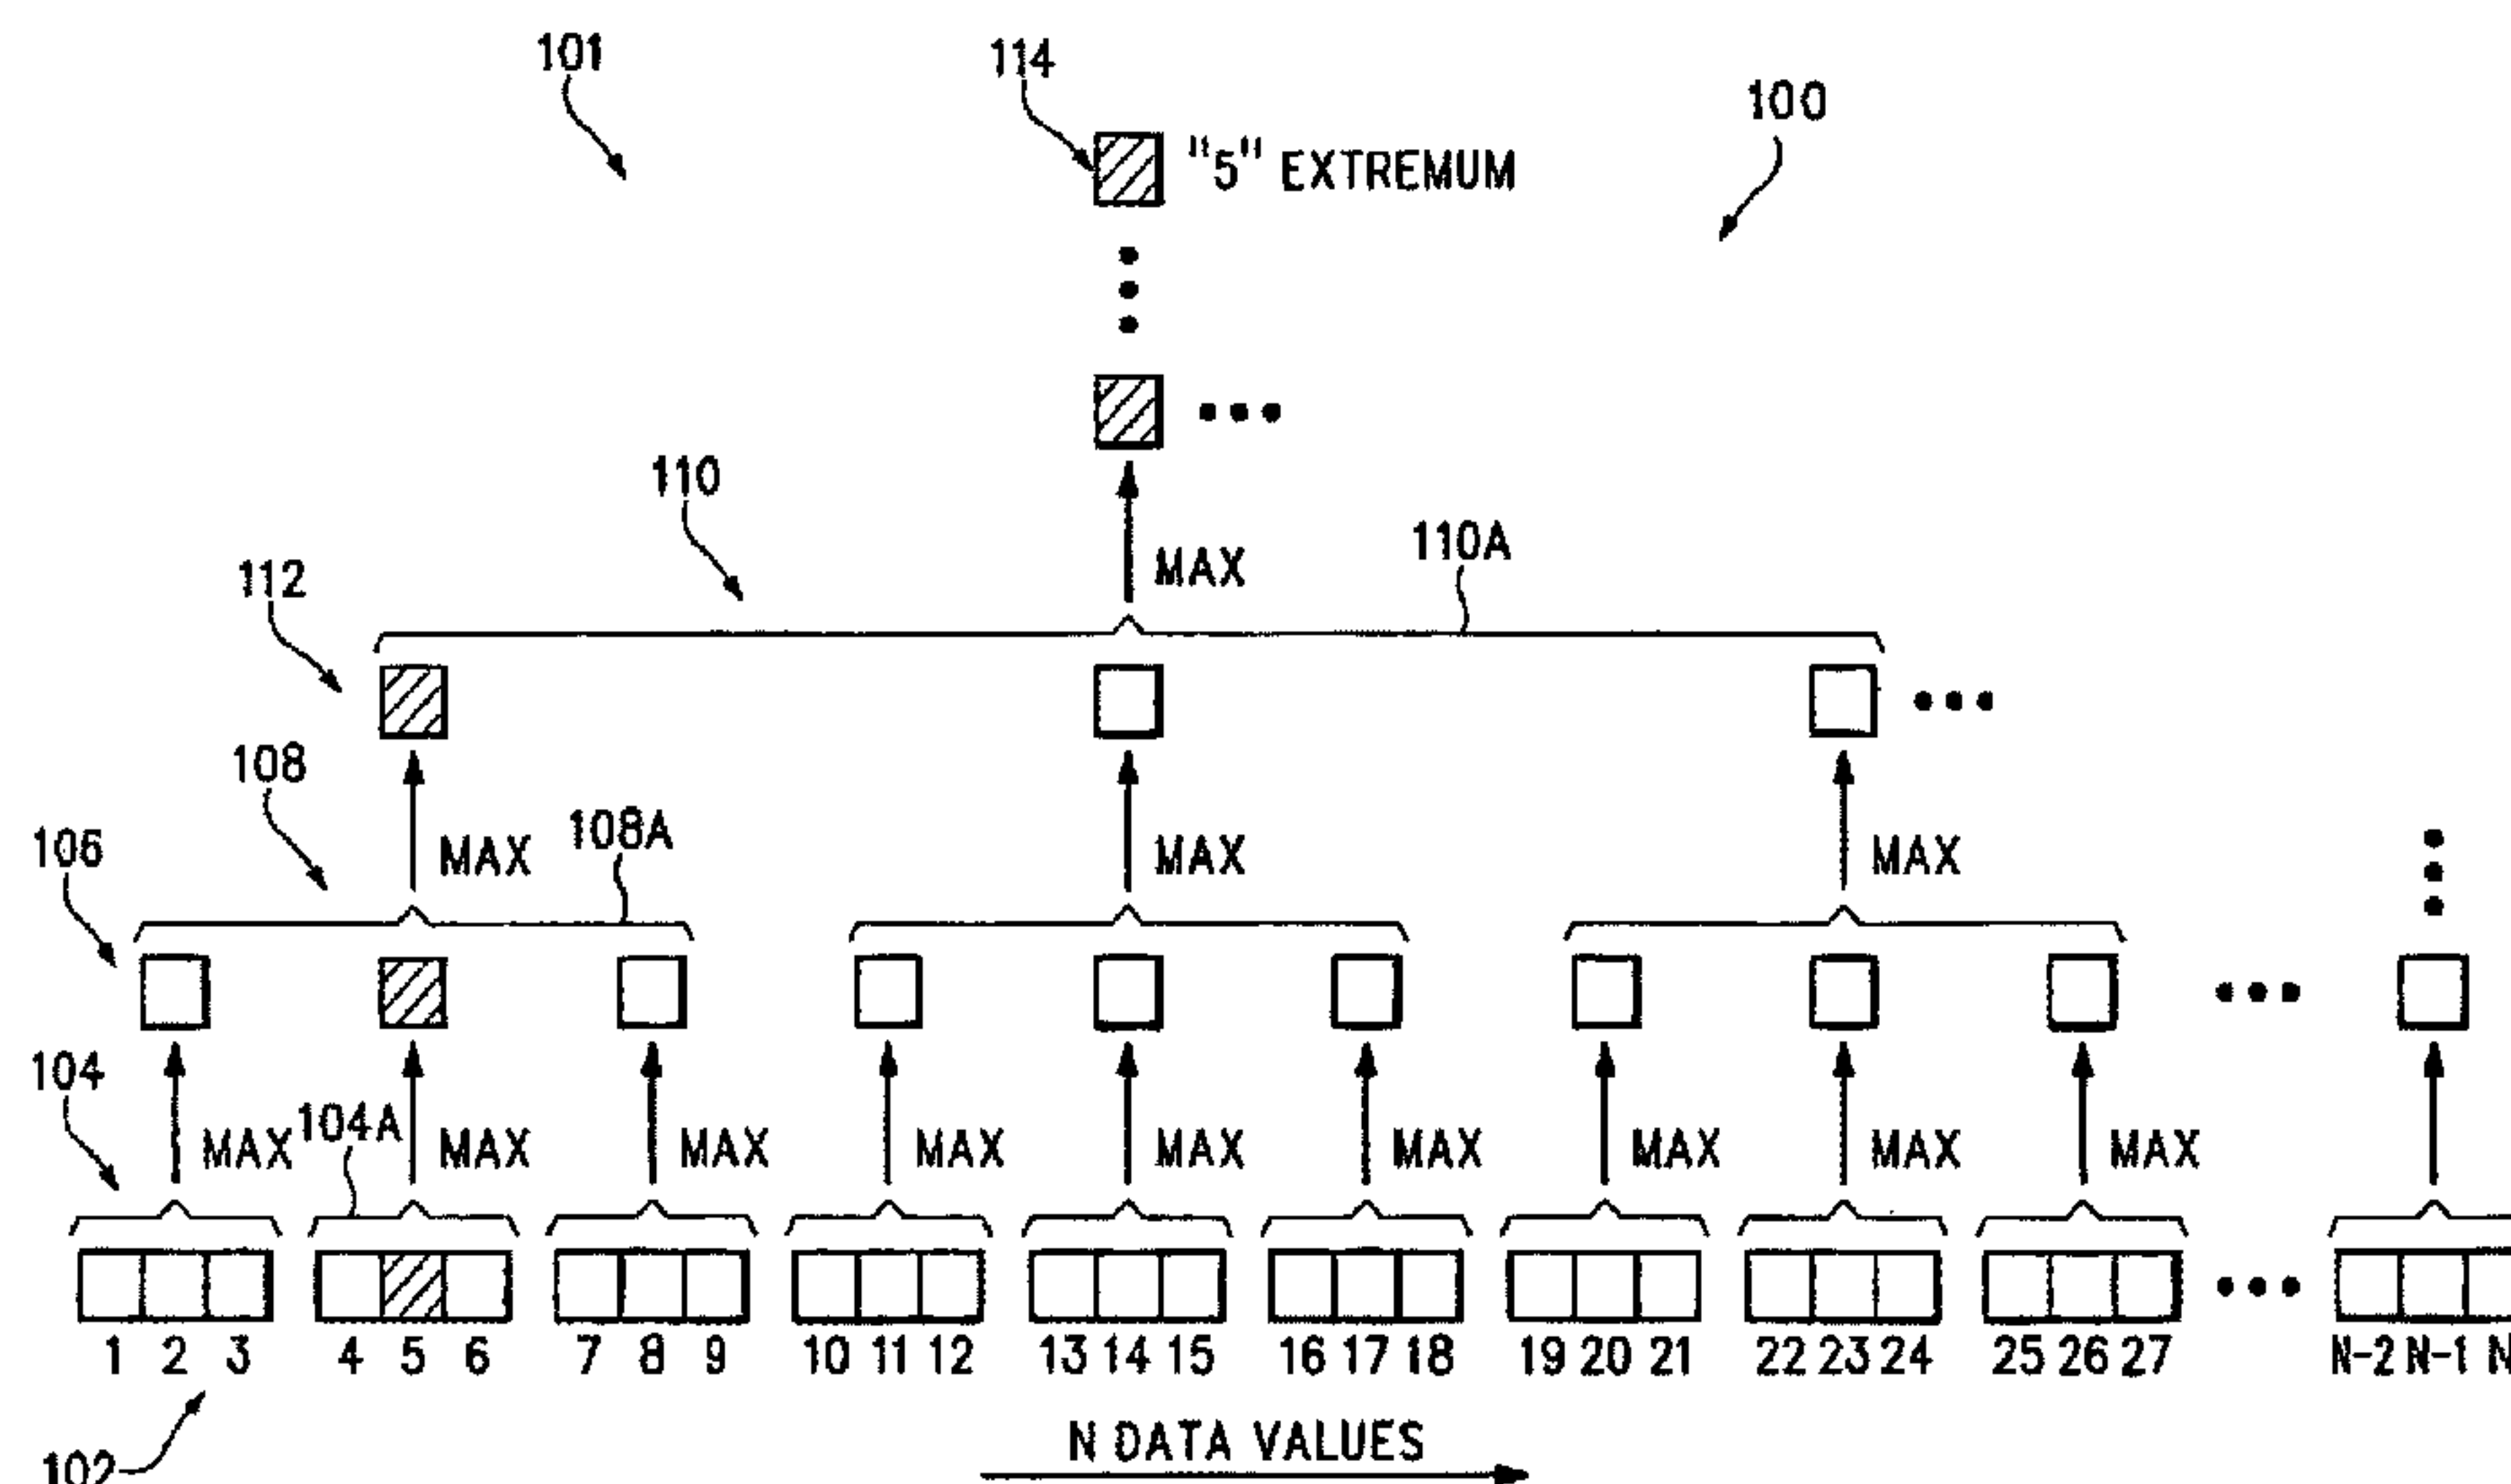 101
114
100
"5" EXTREMUM
110
110A
112
MAX
108
108A
106
MAX MAX MAX
104
104A
MAX MAX MAX MAX MAX MAX MAX MAX MAX
1 2 3 4 5 6 7 8 9 10 11 12 13 14 15 16 17 18 19 20 21 22 23 24 25 26 27 N-2 N-1 N
102
N DATA VALUES